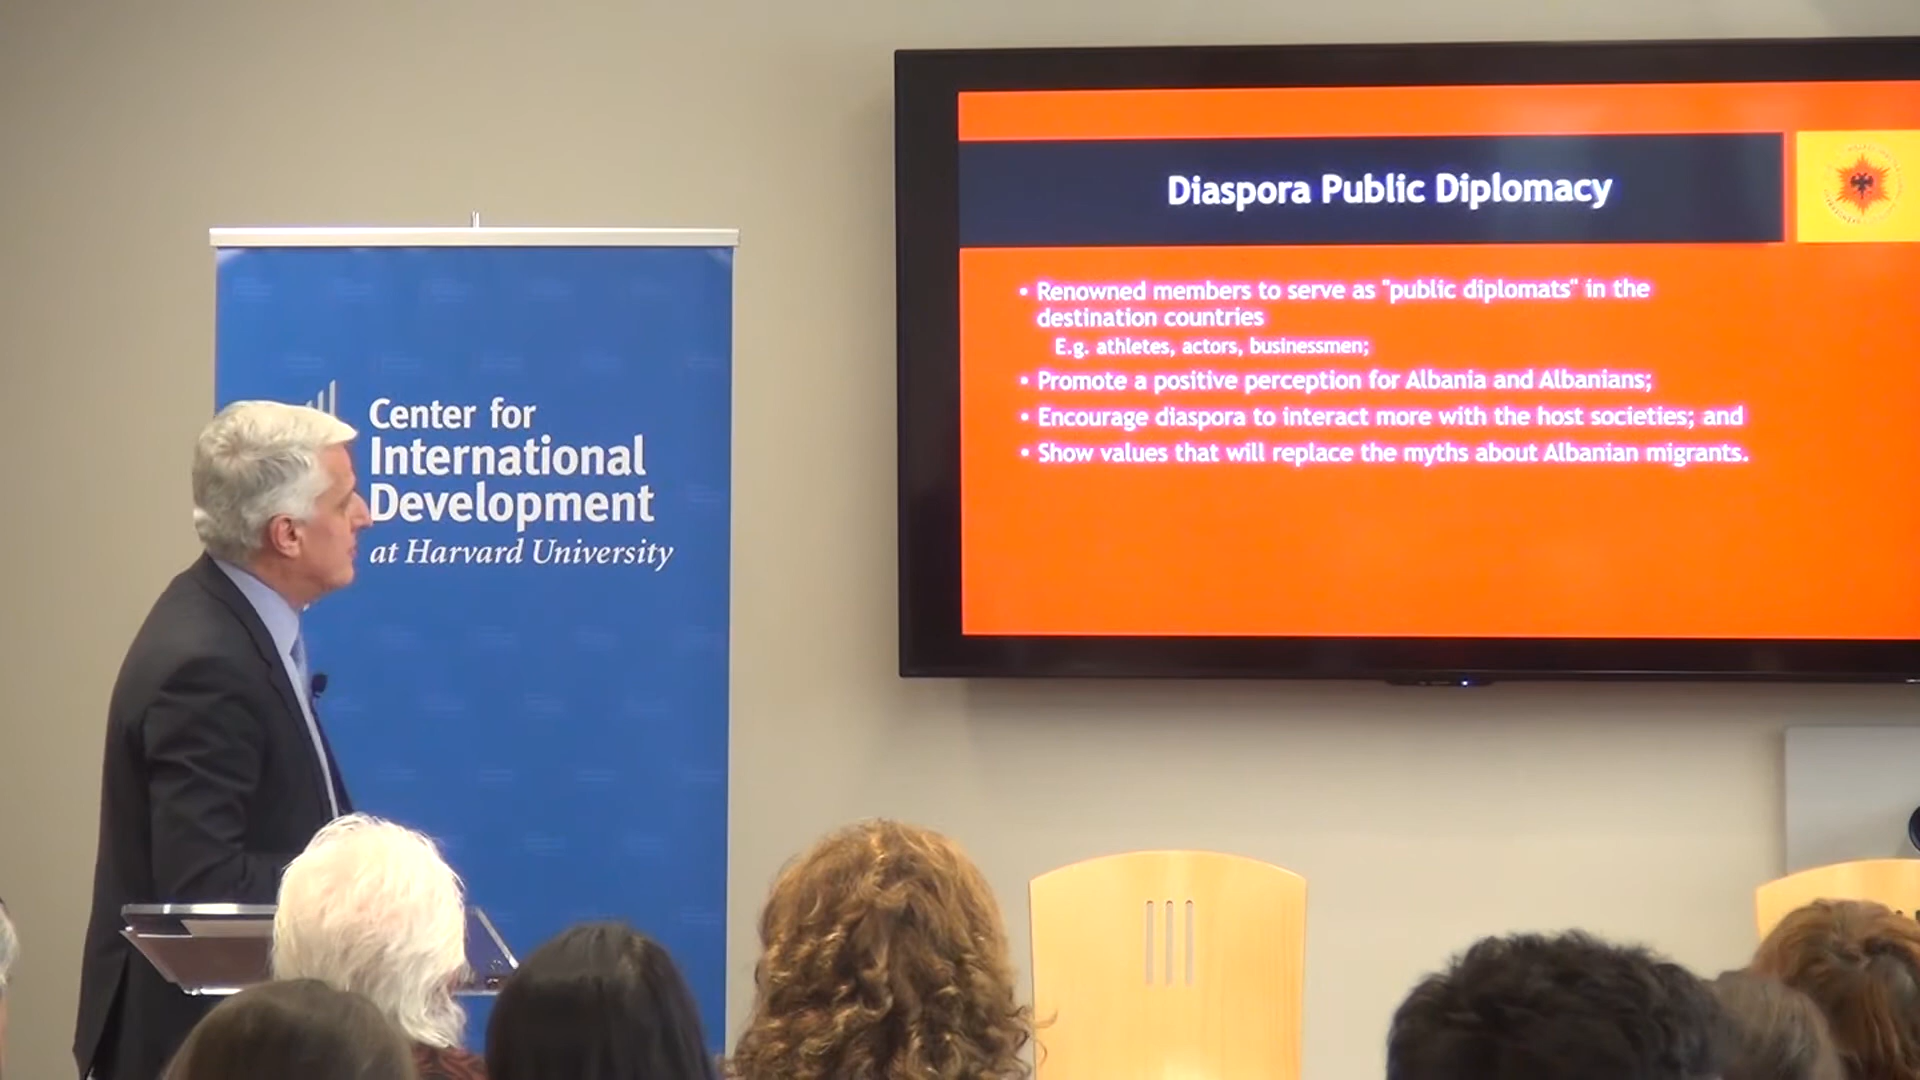 Center for
International
Development
at Harvard University
Diaspora Public Diplomacy
• Renowned members to serve as "public diplomats" in the
destination countries
E.g. athletes, actors, businessmen;
• Promote a positive perception for Albania and Albanians;
• Encourage diaspora to interact more with the host societies; and
• Show values that will replace the myths about Albanian migrants.